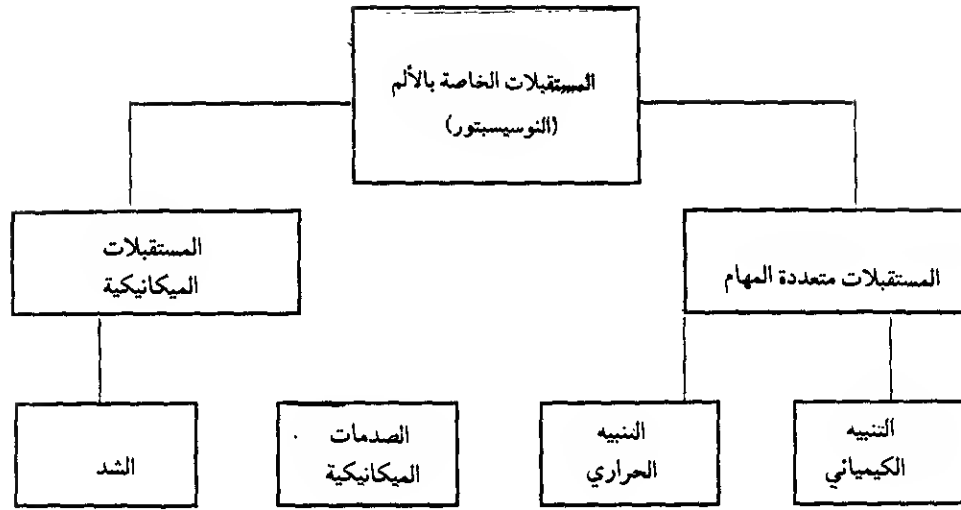 المستقبلات الخاصة بالألم
(النوسيسبتور)
المستقبلات متعددة المهام
المستقبلات
الميكانيكية
التنبيه
الكيميائي
التنبيه
الحراري
الصدمات
الميكانيكية
الشد